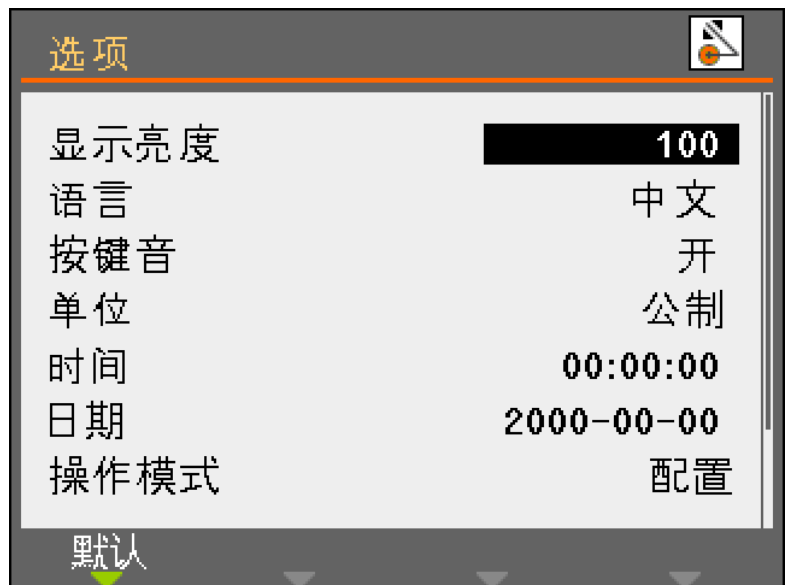 选项
显示亮度 100
语言 中文
按键音 开
单位 公制
时间 00:00:00
日期 2000-00-00
操作模式 配置
默认